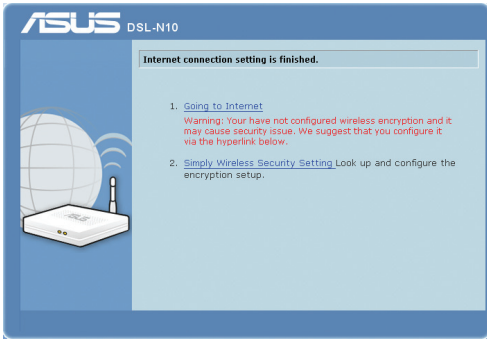 ASUS DSL-N10
Internet connection setting is finished.
1. Going to Internet
Warning: Your have not configured wireless encryption and it
may cause security issue. We suggest that you configure it
via the hyperlink below.
2. Simply Wireless Security Setting Look up and configure the
encryption setup.
ASUS